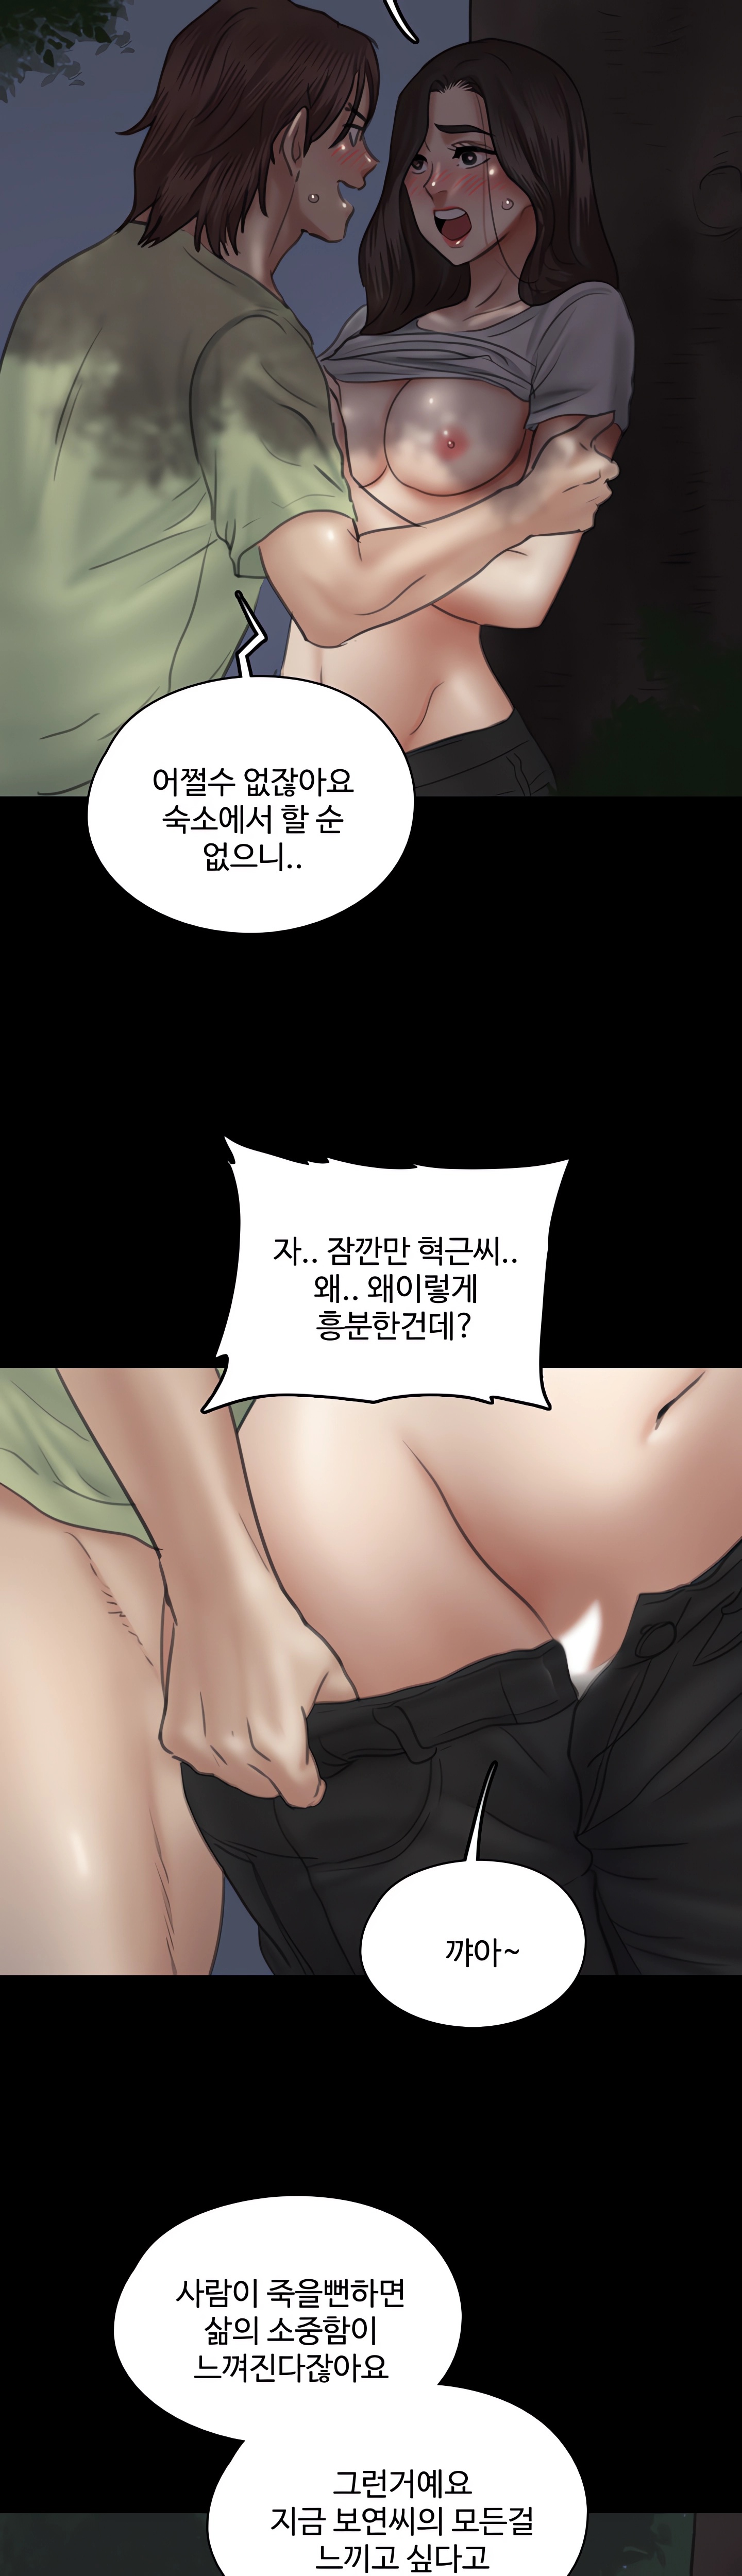 어쩔수 없잖아요
숙소에서 할 순
없으니..
자.. 잠깐만 혁근씨..
왜.. 왜이렇게
흥분한건데?
꺄아~
사람이 죽을뻔하면
삶의 소중함이
느껴진다잖아요
그런거예요
지금 보연씨의 모든걸
느끼고 싶다고